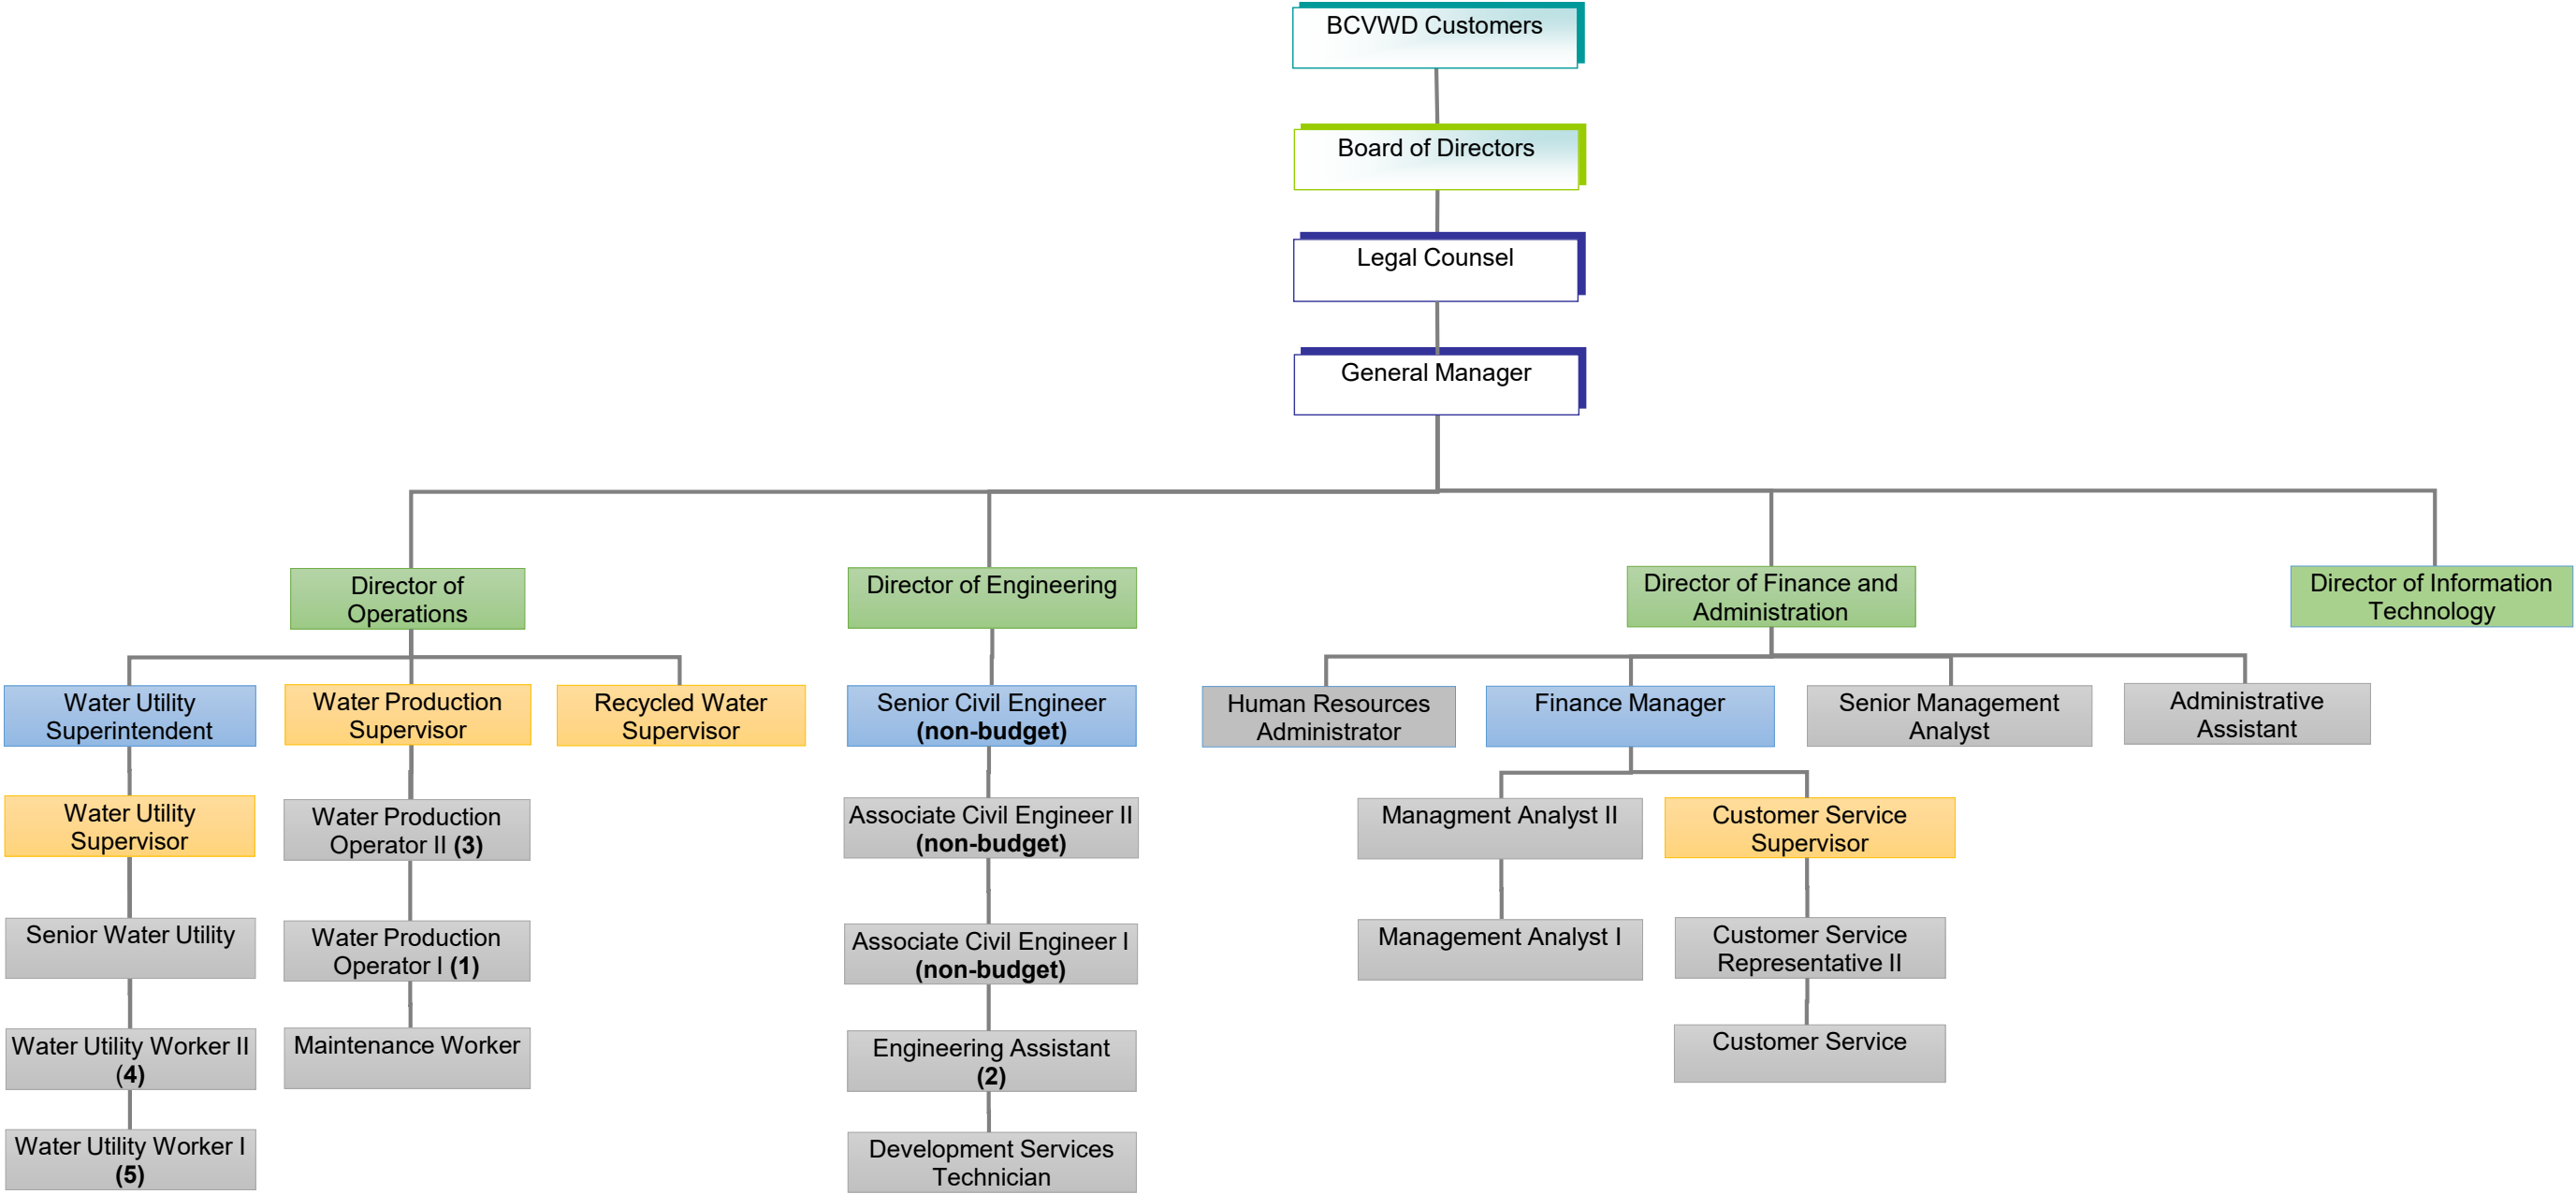 BCVWD Customers
Board of Directors
Legal Counsel
General Manager
Director of
Operations
Director of Engineering
Director of Finance and
Administration
Director of Information
Technology
Water Utility
Superintendent
Water Production
Supervisor
Recycled Water
Supervisor
Senior Civil Engineer
(non-budget)
Human Resources
Administrator
Finance Manager
Senior Management
Analyst
Administrative
Assistant
Water Utility
Supervisor
Water Production
Operator II (3)
Associate Civil Engineer II
(non-budget)
Managment Analyst II
Customer Service
Supervisor
Senior Water Utility
Water Production
Operator I (1)
Associate Civil Engineer I
(non-budget)
Management Analyst I
Customer Service
Representative II
Water Utility Worker II
(4)
Maintenance Worker
Engineering Assistant
(2)
Customer Service
Water Utility Worker I
(5)
Development Services
Technician